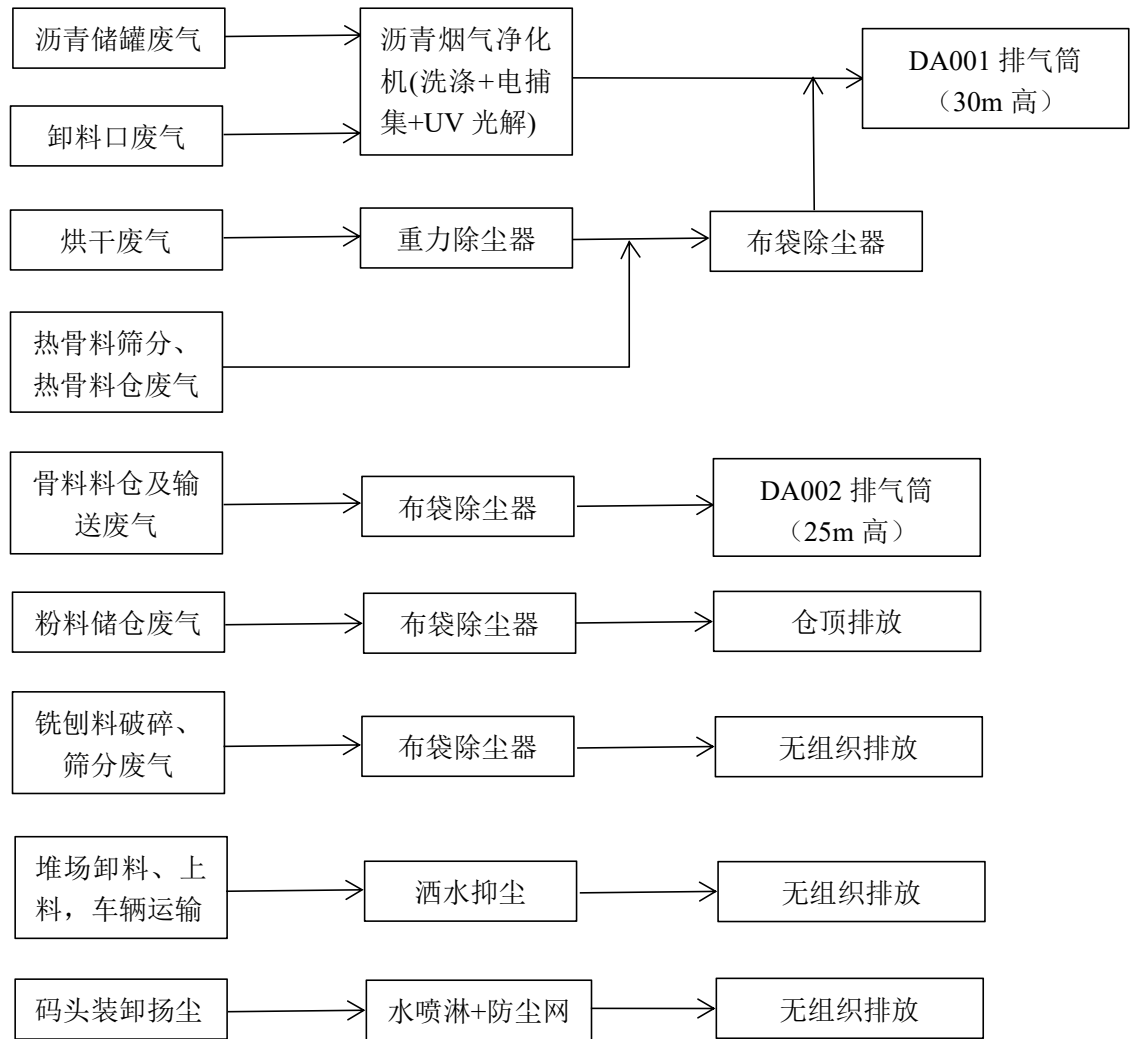 沥青储罐废气
卸料口废气
沥青烟气净化
机(洗涤+电捕
集+UV 光解)
DA001 排气筒
（30m 高）
烘干废气
重力除尘器
布袋除尘器
热骨料筛分、
热骨料仓废气
骨料料仓及输
送废气
布袋除尘器
DA002 排气筒
（25m 高）
粉料储仓废气
布袋除尘器
仓顶排放
铣刨料破碎、
筛分废气
布袋除尘器
无组织排放
堆场卸料、上
料，车辆运输
洒水抑尘
无组织排放
码头装卸扬尘
水喷淋+防尘网
无组织排放